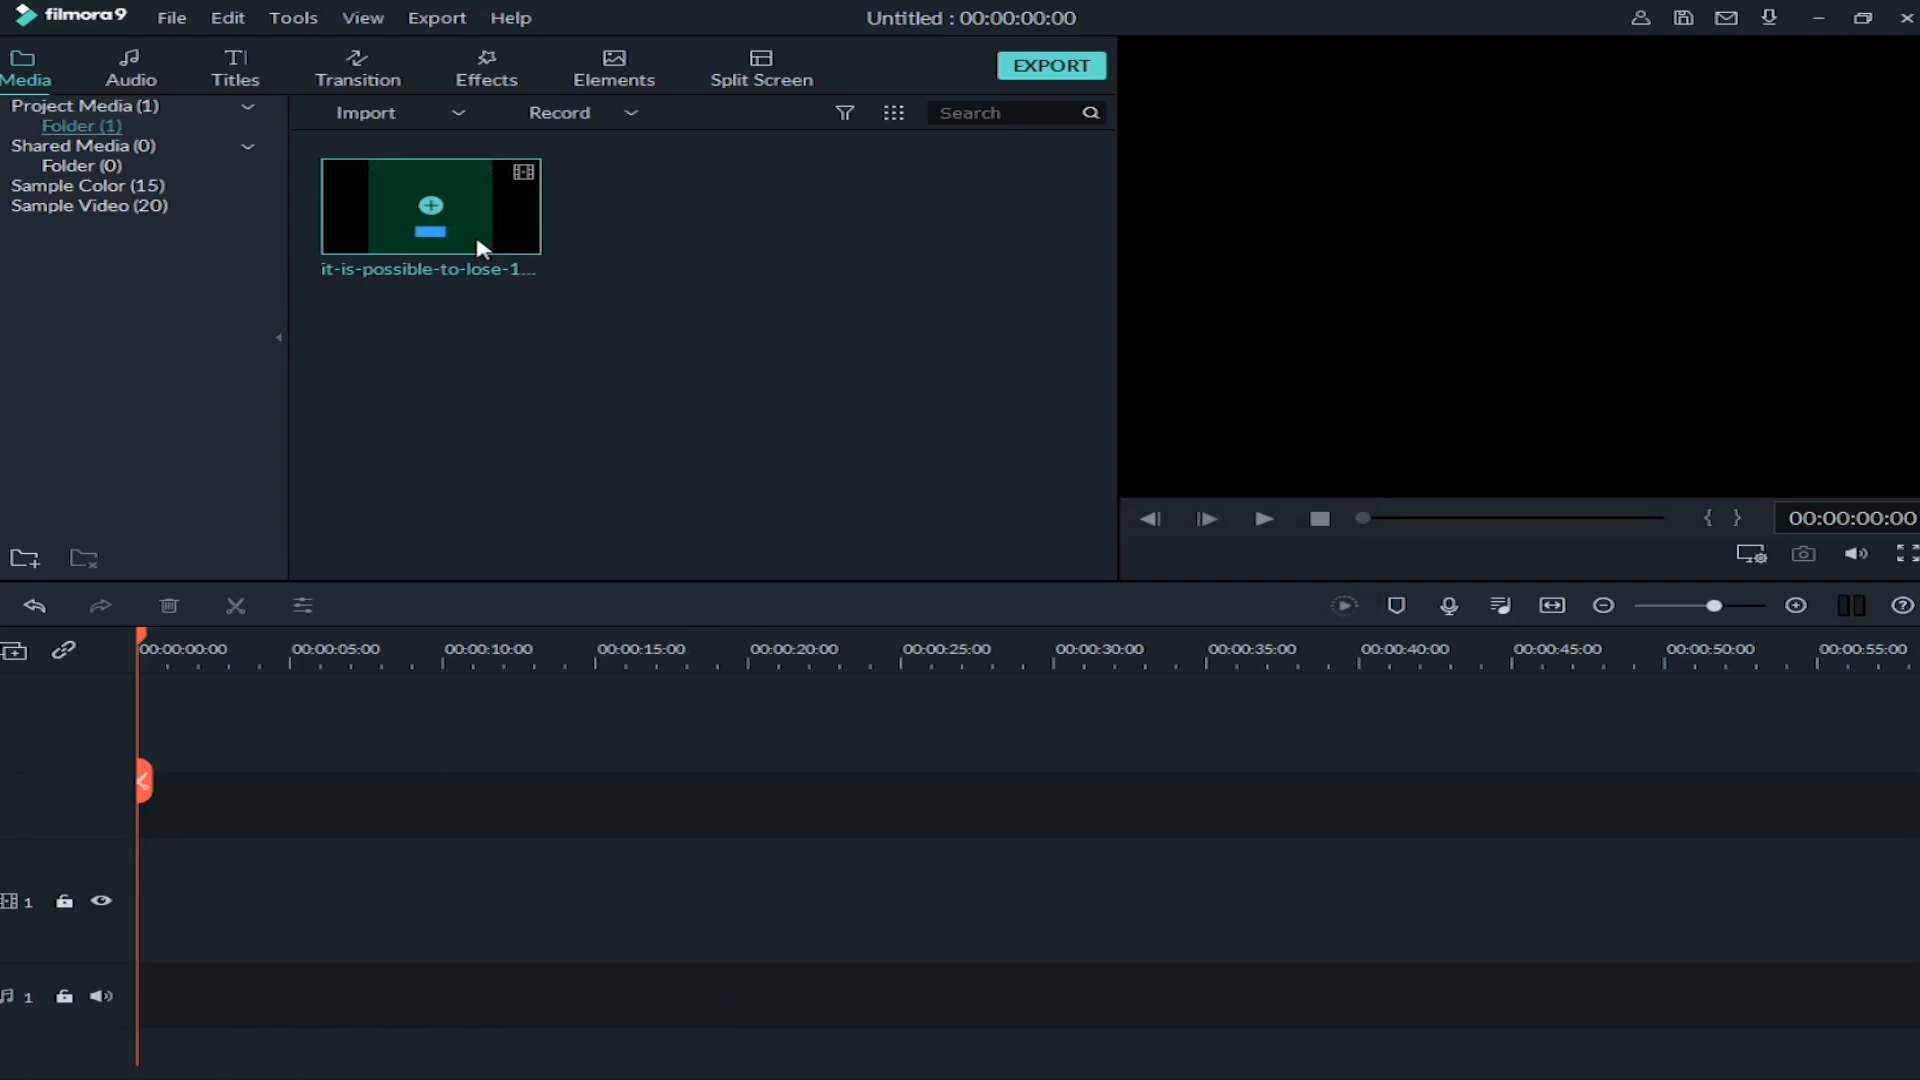 filmora9 File Edit Tools View Export Help Untitled : 00:00:00:00
Media Audio Titles Transition Effects Elements Split Screen EXPORT
Project Media (1)
Folder (1)
Shared Media (0)
Folder (0)
Sample Color (15)
Sample Video (20)
Import Record Search
it-is-possible-to-lose-1...
00:00:00:00
00:00:00:00 00:00:05:00 00:00:10:00 00:00:15:00 00:00:20:00 00:00:25:00 00:00:30:00 00:00:35:00 00:00:40:00 00:00:45:00 00:00:50:00 00:00:55:00
1
1